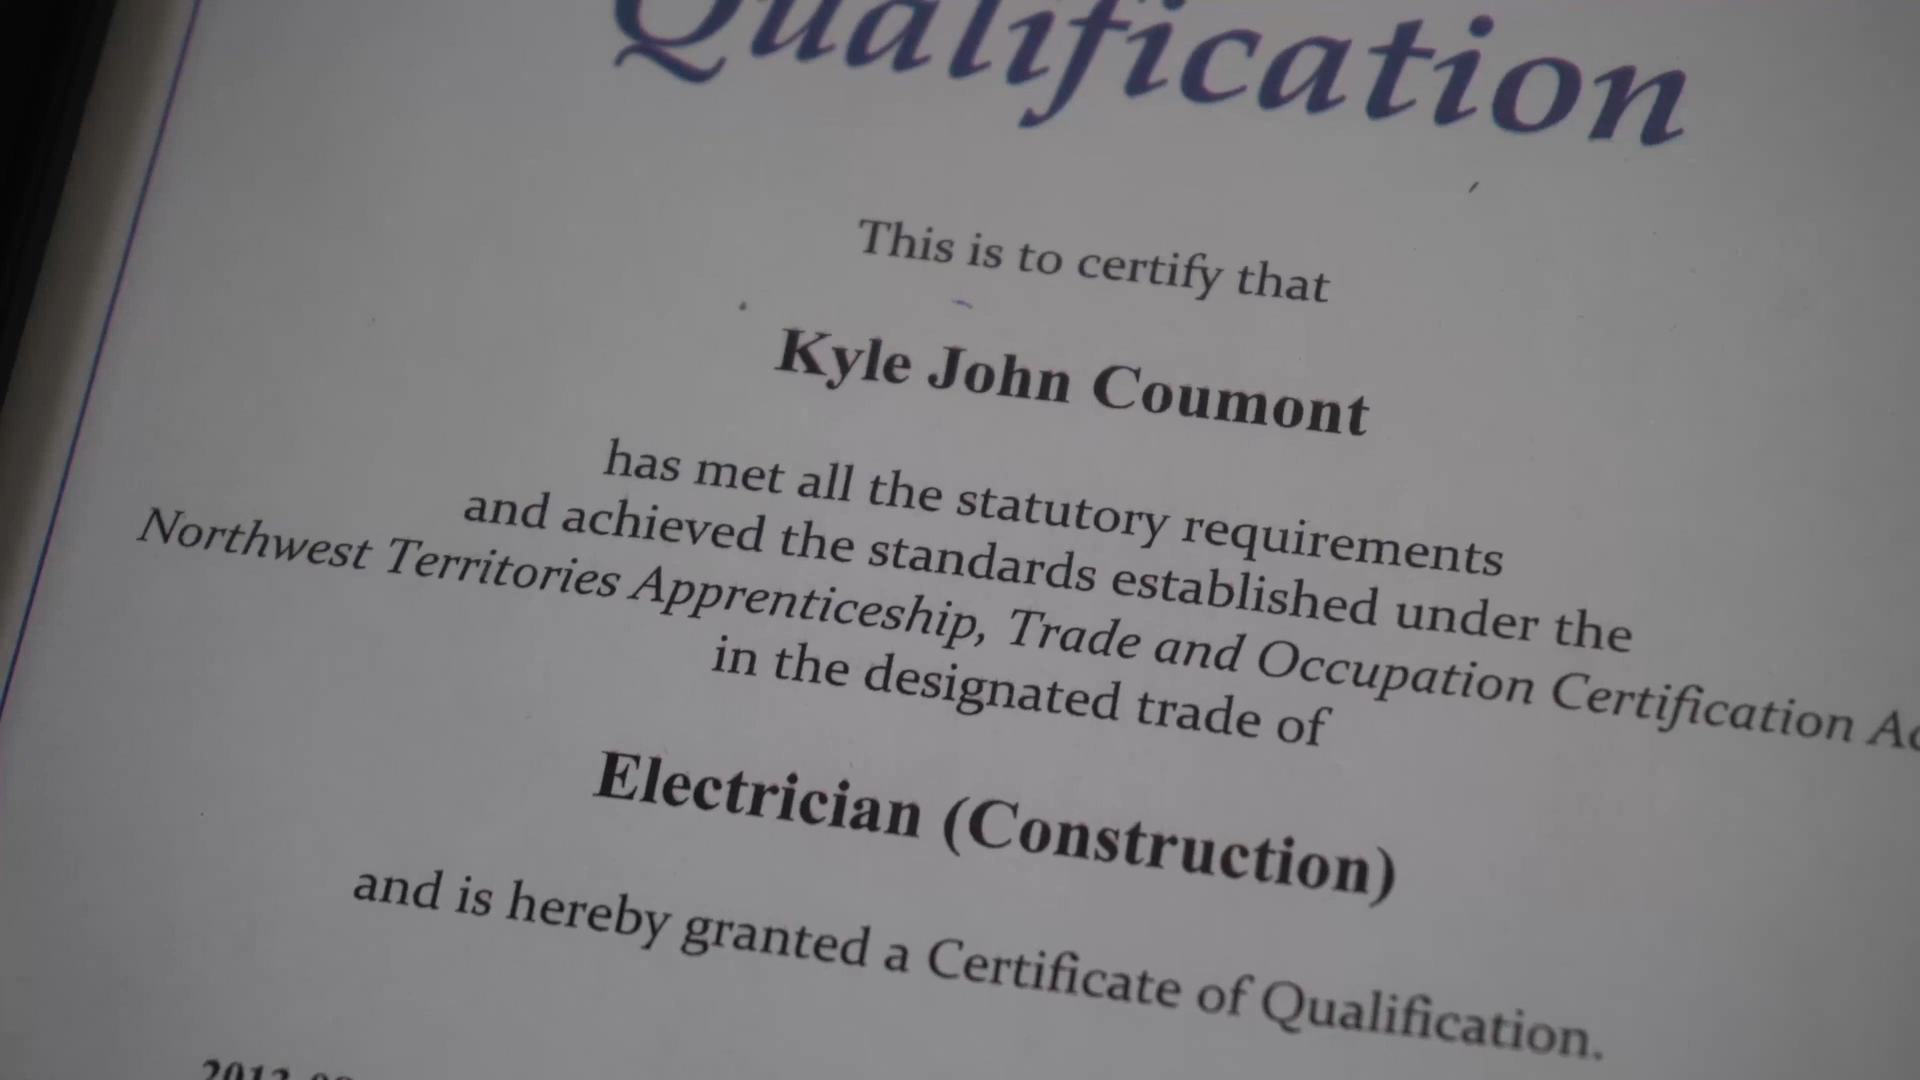 Qualification
This is to certify that
Kyle John Coumont
has met all the statutory requirements
and achieved the standards established under the
Northwest Territories Apprenticeship, Trade and Occupation Certification
in the designated trade of
Electrician (Construction)
and is hereby granted a Certificate of Qualification.